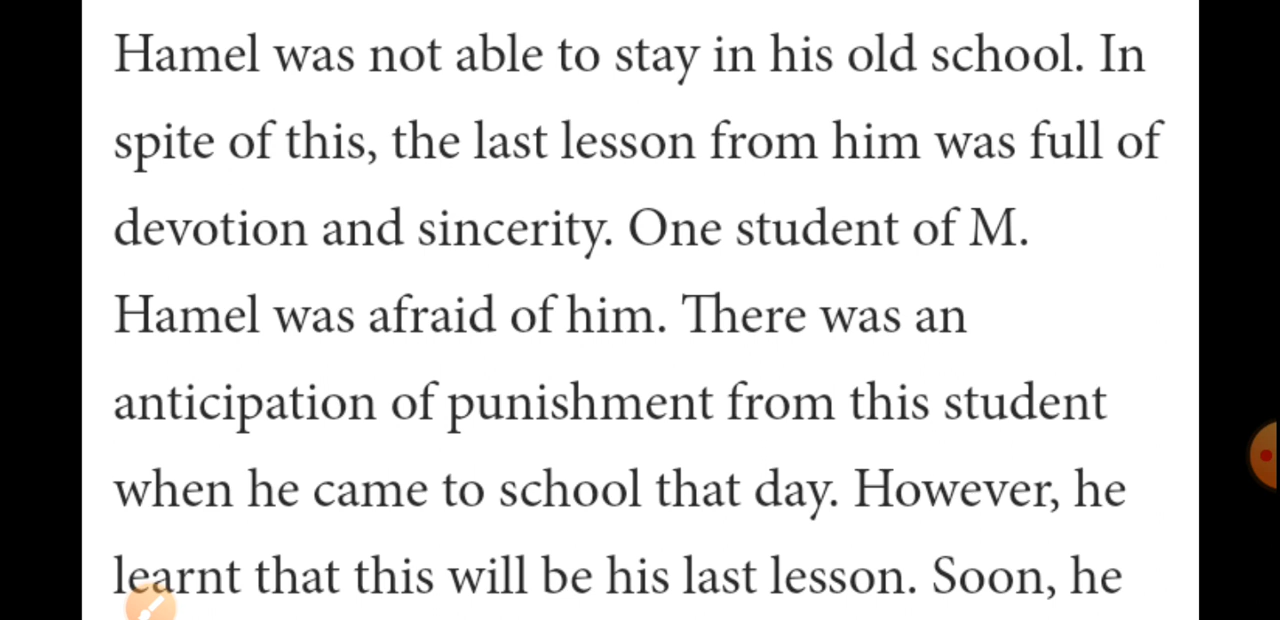 Hamel was not able to stay in his old school. In
spite of this, the last lesson from him was full of
devotion and sincerity. One student of M.
Hamel was afraid of him. There was an
anticipation of punishment from this student
when he came to school that day. However, he
learnt that this will be his last lesson. Soon, he